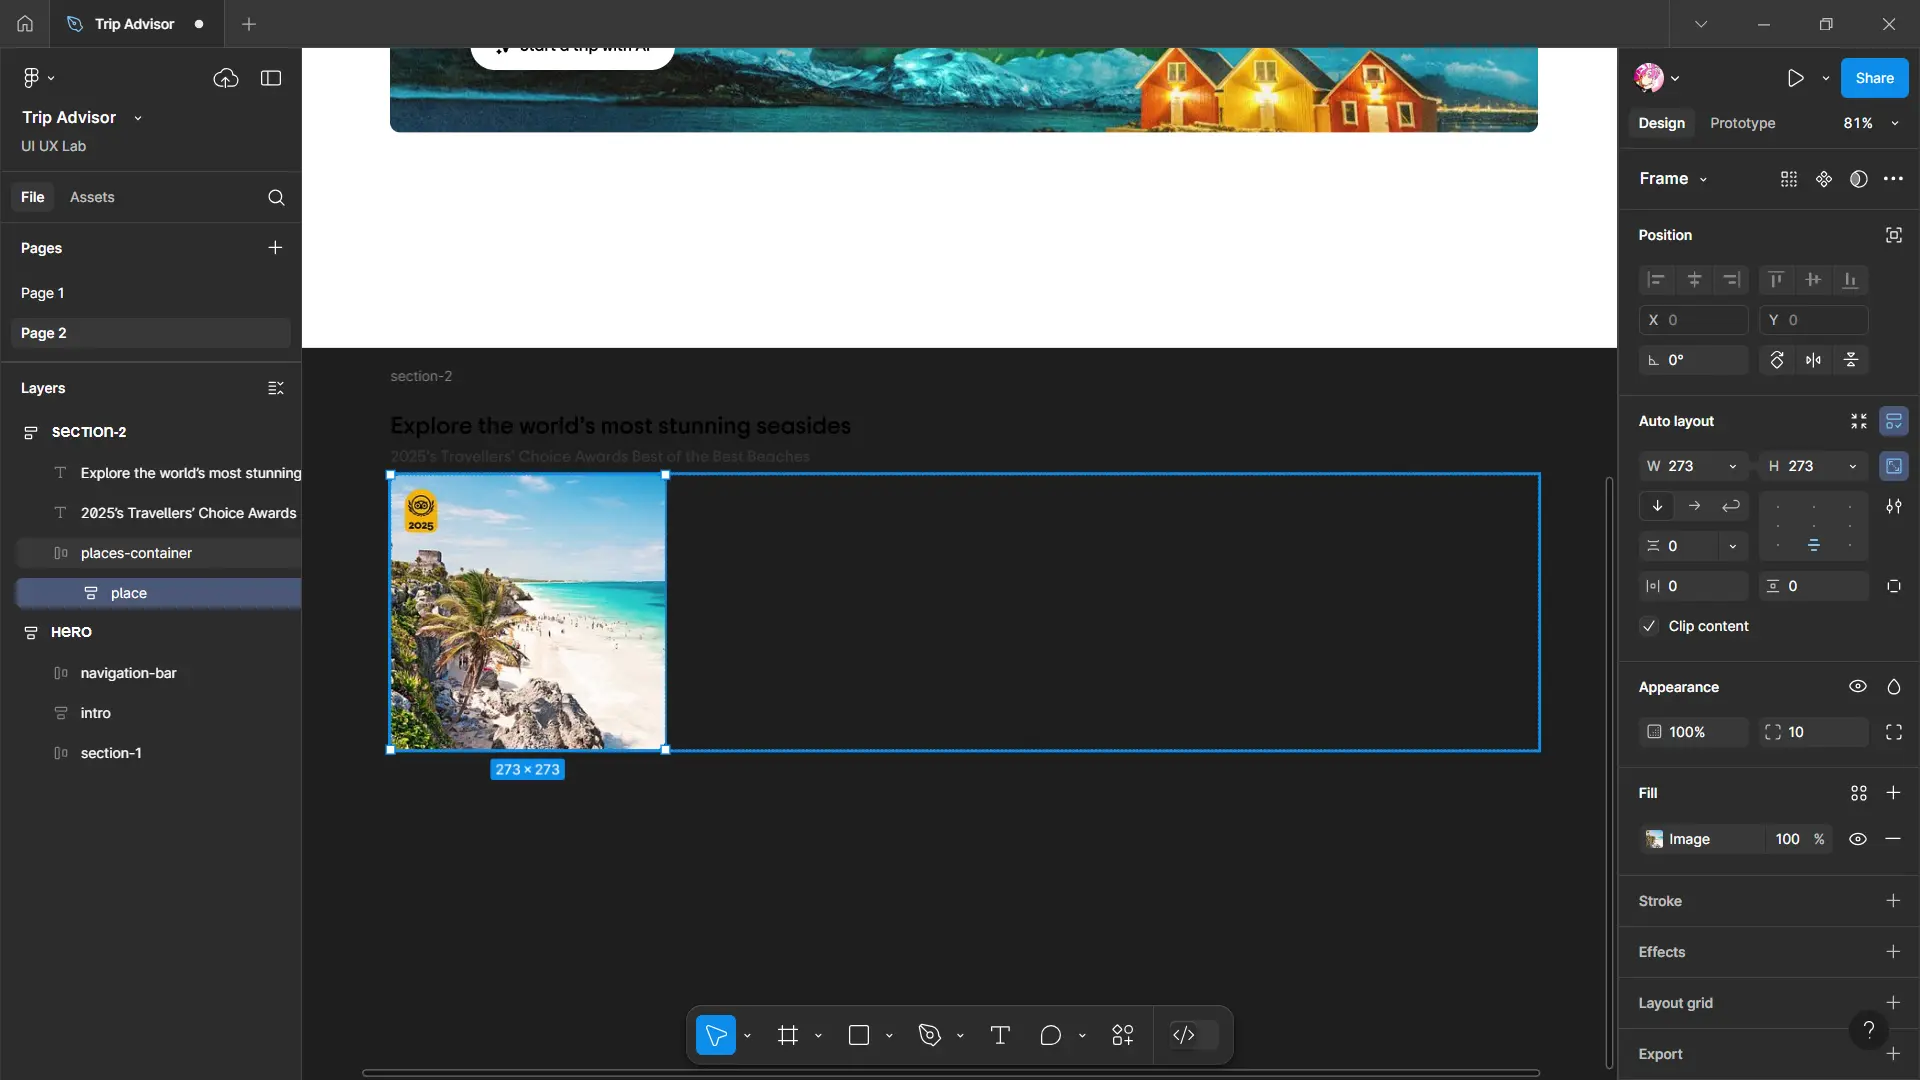 Trip Advisor
Trip Advisor
UI UX Lab
File
Assets
Pages
Page 1
Page 2
Layers
section-2
Explore the world's most stunning
2025's Travellers' Choice Awards
places-container
place
Hero
navigation-bar
intro
section-1
Start a trip with AI
section-2
Explore the world's most stunning seasides
2025's Travellers' Choice Awards Best of the Best Beaches
2025
273 × 273
Share
Design
Prototype
81%
Frame
Position
X 0
Y 0
0°
Auto layout
W 273
H 273
0
0
0
Clip content
Appearance
100%
10
Fill
Image
100 %
Stroke
Effects
Layout grid
Export
?